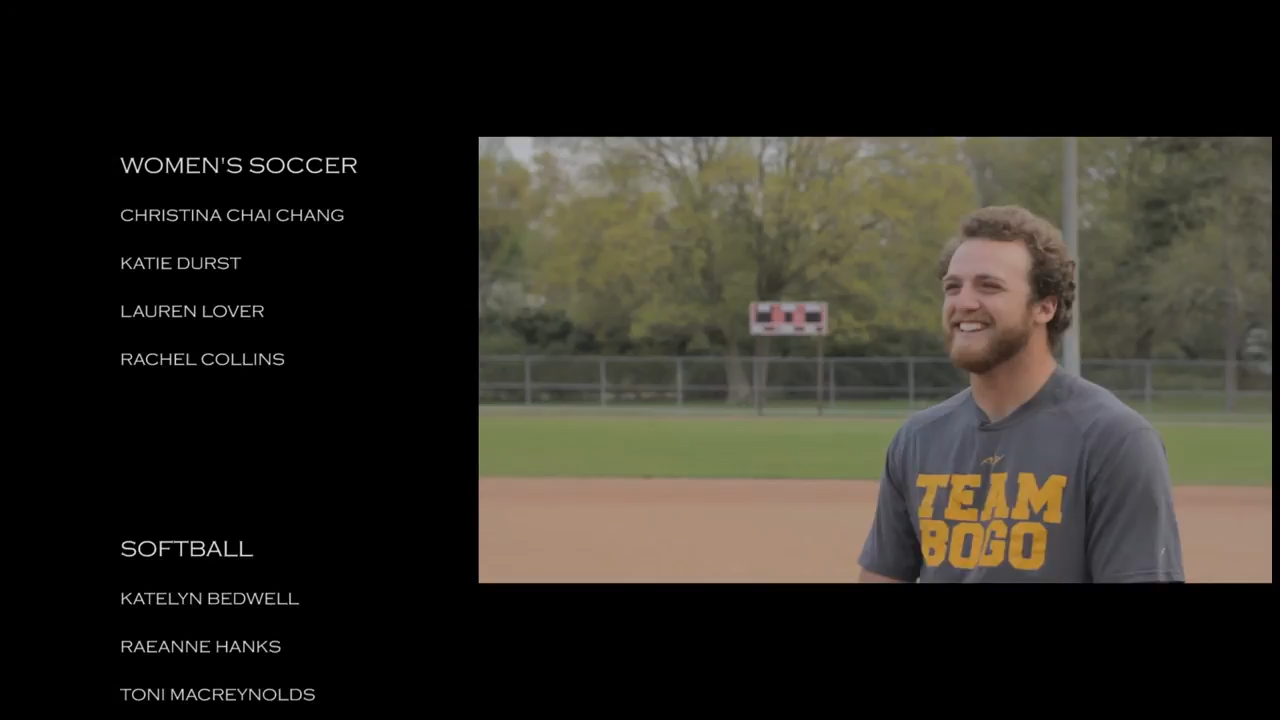 WOMEN'S SOCCER
CHRISTINA CHAI CHANG
KATIE DURST
LAUREN LOVER
RACHEL COLLINS
SOFTBALL
KATELYN BEDWELL
RAEANNE HANKS
TONI MACREYNOLDS
TEAM
BOGO